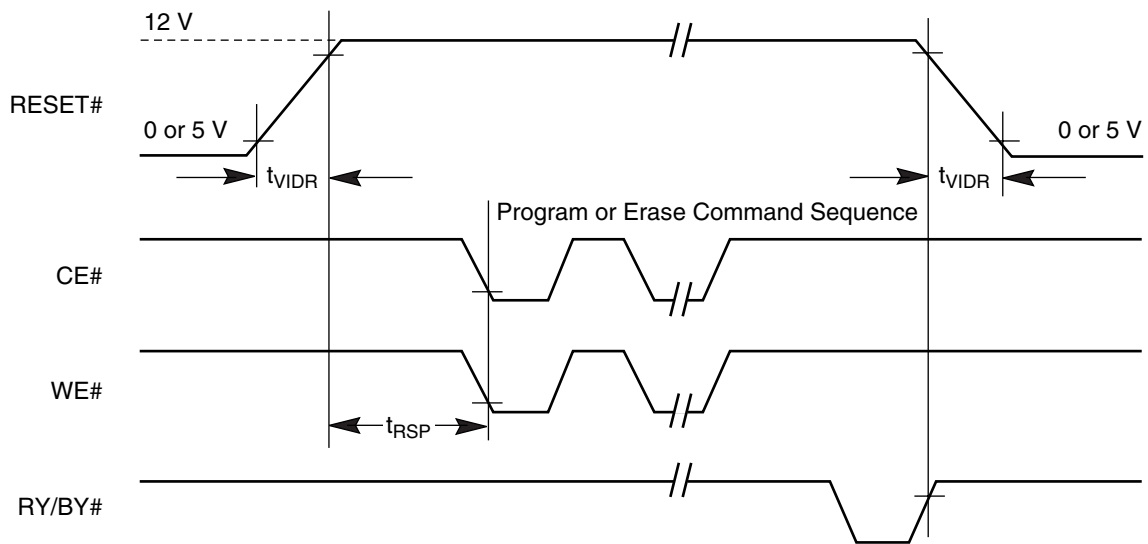 12 V
RESET#
0 or 5 V
0 or 5 V
tVIDR
tVIDR
Program or Erase Command Sequence
CE#
WE#
tRSP
RY/BY#